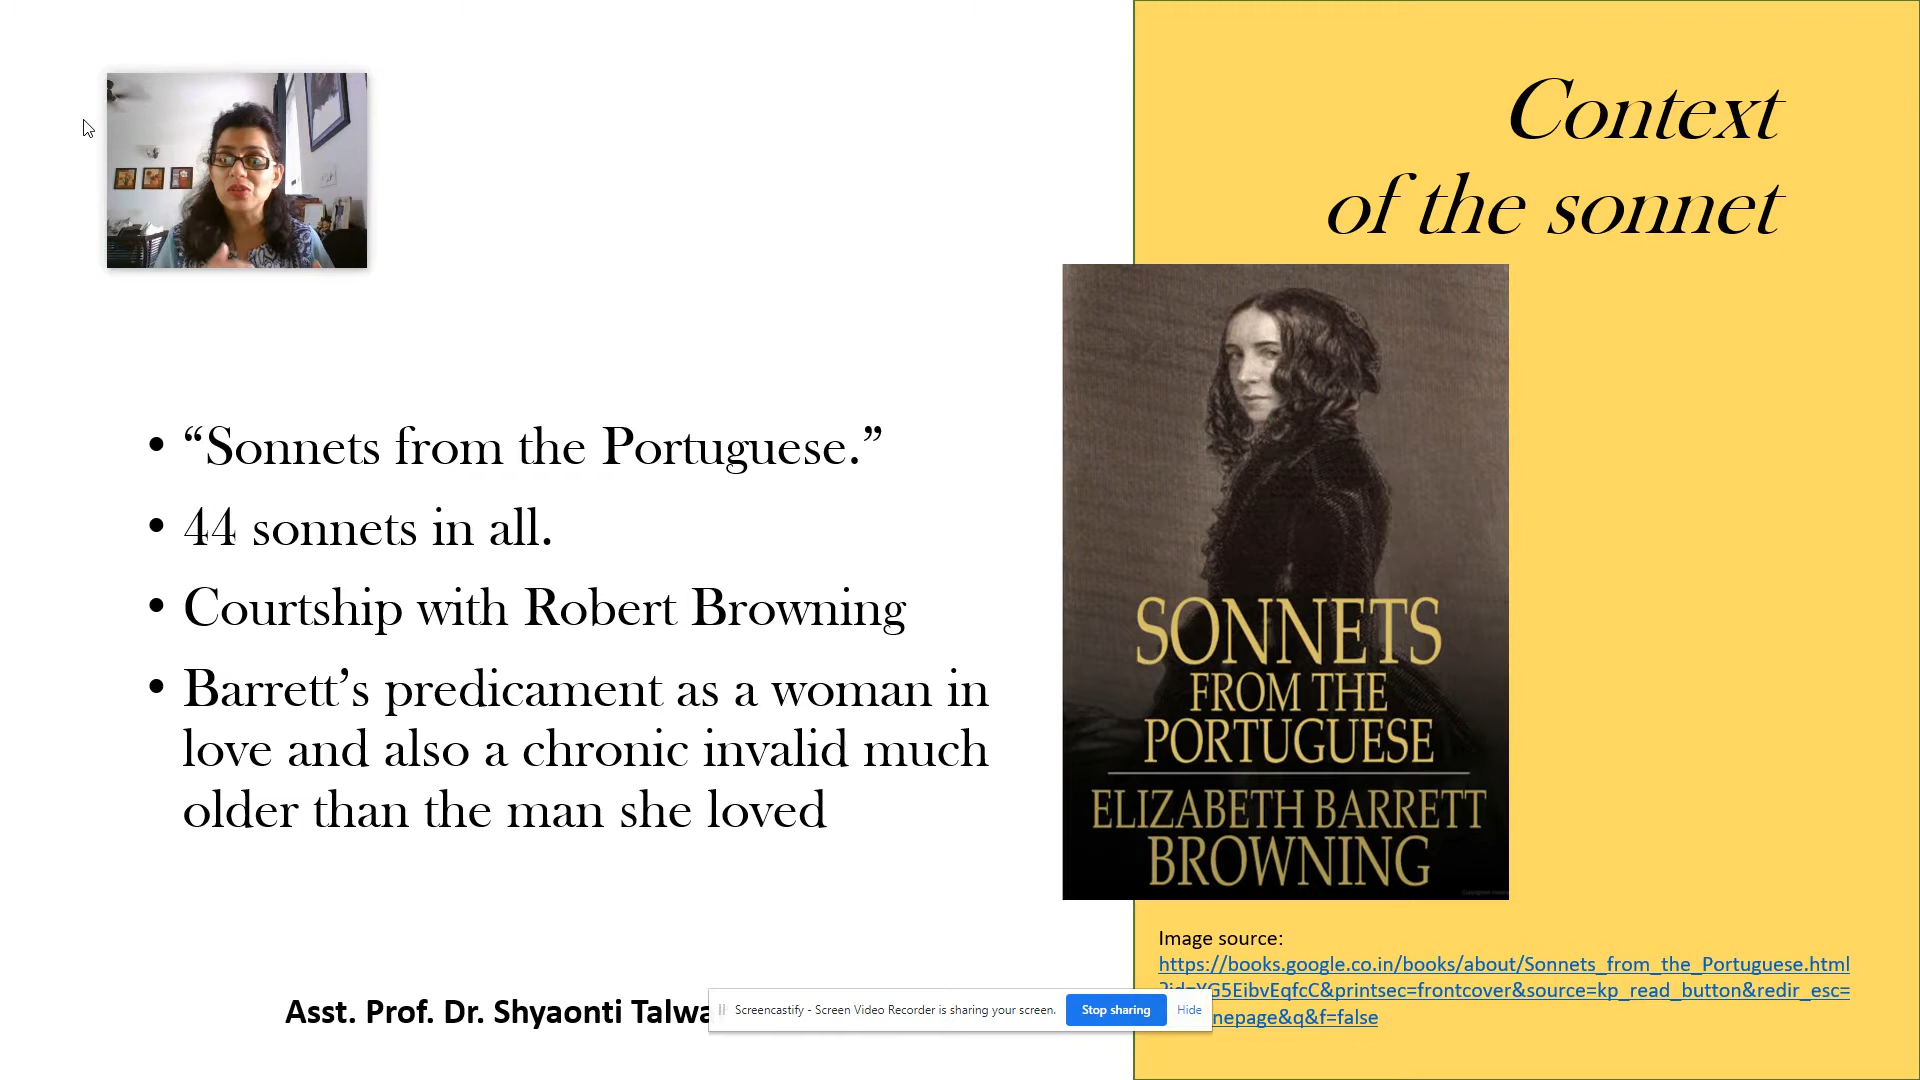 Context
of the sonnet
• “Sonnets from the Portuguese.”
• 44 sonnets in all.
• Courtship with Robert Browning
• Barrett’s predicament as a woman in
love and also a chronic invalid much
older than the man she loved
SONNETS
FROM THE
PORTUGUESE
ELIZABETH BARRETT
BROWNING
Image source:
https://books.google.co.in/books/about/Sonnets_from_the_Portuguese.html
G5EibvEqfcC&printsec=frontcover&source=kp_read_button&redir_esc=
nepage&q&f=false
Asst. Prof. Dr. Shyaonti Talwa
Screencastify - Screen Video Recorder is sharing your screen.
Stop sharing
Hide